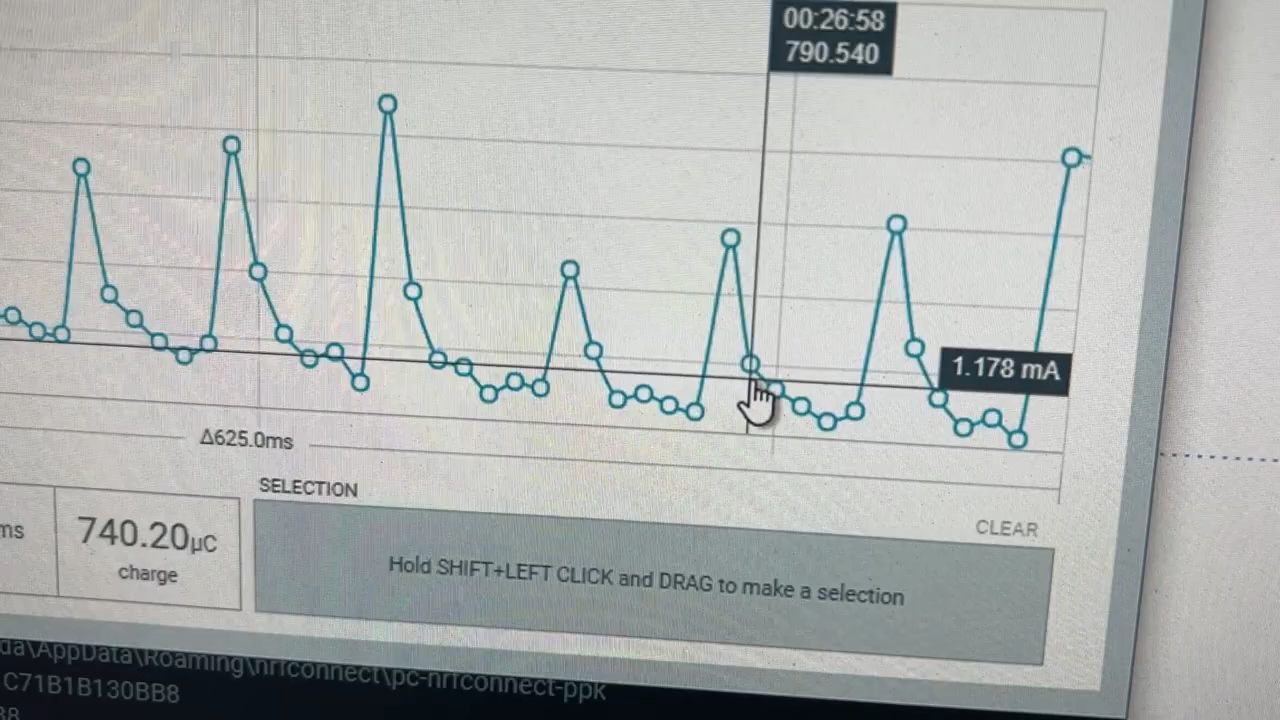 00:26:58
790.540
1.178 mA
Δ625.0ms
SELECTION
CLEAR
ms
740.20μC
charge
Hold SHIFT+LEFT CLICK and DRAG to make a selection
da\AppData\Roaming\nrfconnect\pc-nrfconnect-ppk
C71B1B130BB8